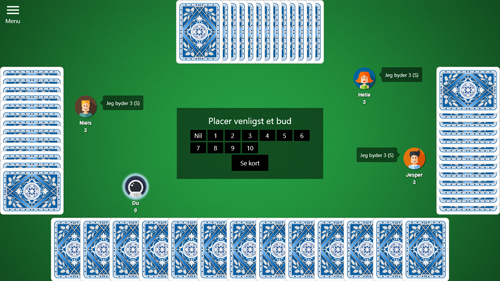 Menu
Niels
3
Jeg byder 3 (S)
Helle
3
Jeg byder 3 (S)
Jeg byder 3 (S)
Jesper
3
Placer venligst et bud
Nil 1 2 3 4 5 6
7 8 9 10
Se kort
Du
0